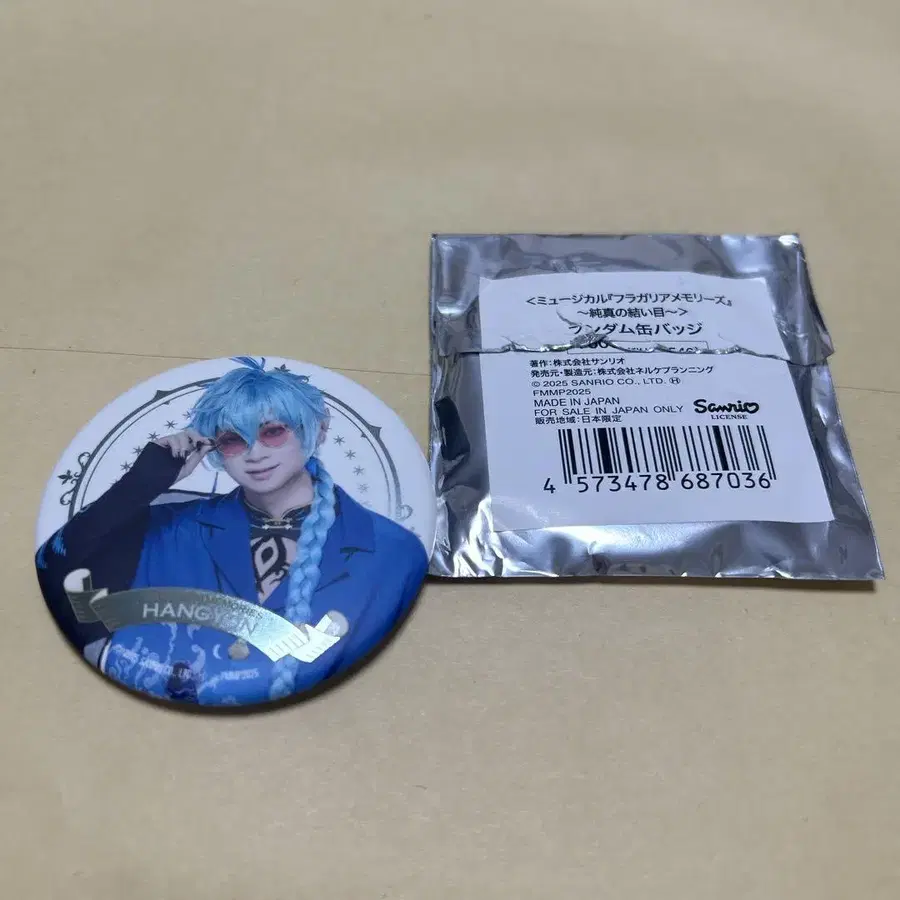 HANGYON
FMMP2025
<ミュージカル『フラガリアメモリーズ』
～純真の結い目～>
ランダム缶バッジ
著作：株式会社サンリオ
発売元・製造元：株式会社ネルケプランニング
© 2025 SANRIO CO., LTD. Ⓗ
FMMP2025
MADE IN JAPAN
FOR SALE IN JAPAN ONLY
販売地域：日本限定
Sanrio
LICENSE
4 573478 687036